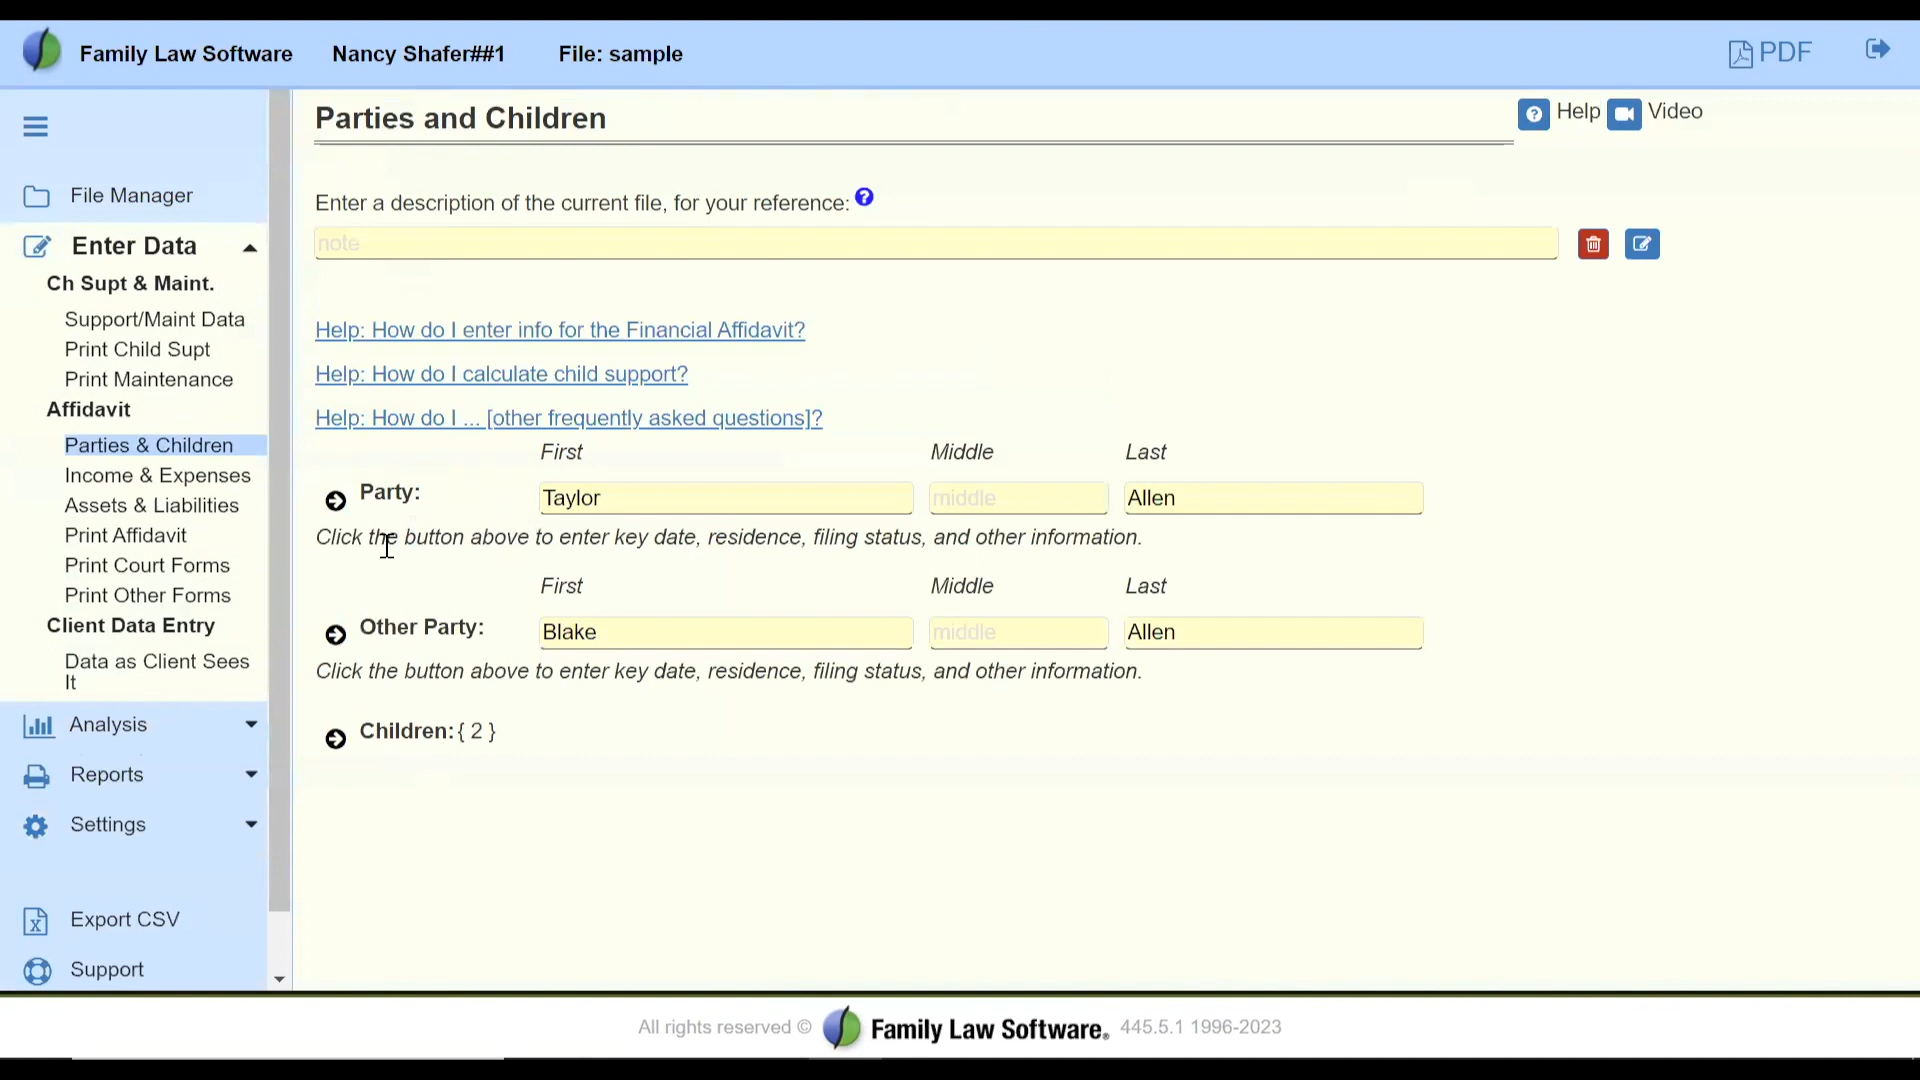 Family Law Software Nancy Shafer##1 File: sample PDF
Parties and Children
Help Video
File Manager
Enter Data
Ch Supt & Maint.
Support/Maint Data
Print Child Supt
Print Maintenance
Affidavit
Parties & Children
Income & Expenses
Assets & Liabilities
Print Affidavit
Print Court Forms
Print Other Forms
Client Data Entry
Data as Client Sees
It
Analysis
Reports
Settings
Export CSV
Support
Enter a description of the current file, for your reference:
note
Help: How do I enter info for the Financial Affidavit?
Help: How do I calculate child support?
Help: How do I ... [other frequently asked questions]?
First Middle Last
Party: Taylor middle Allen
Click the button above to enter key date, residence, filing status, and other information.
First Middle Last
Other Party: Blake middle Allen
Click the button above to enter key date, residence, filing status, and other information.
Children: { 2 }
All rights reserved © Family Law Software® 445.5.1 1996-2023